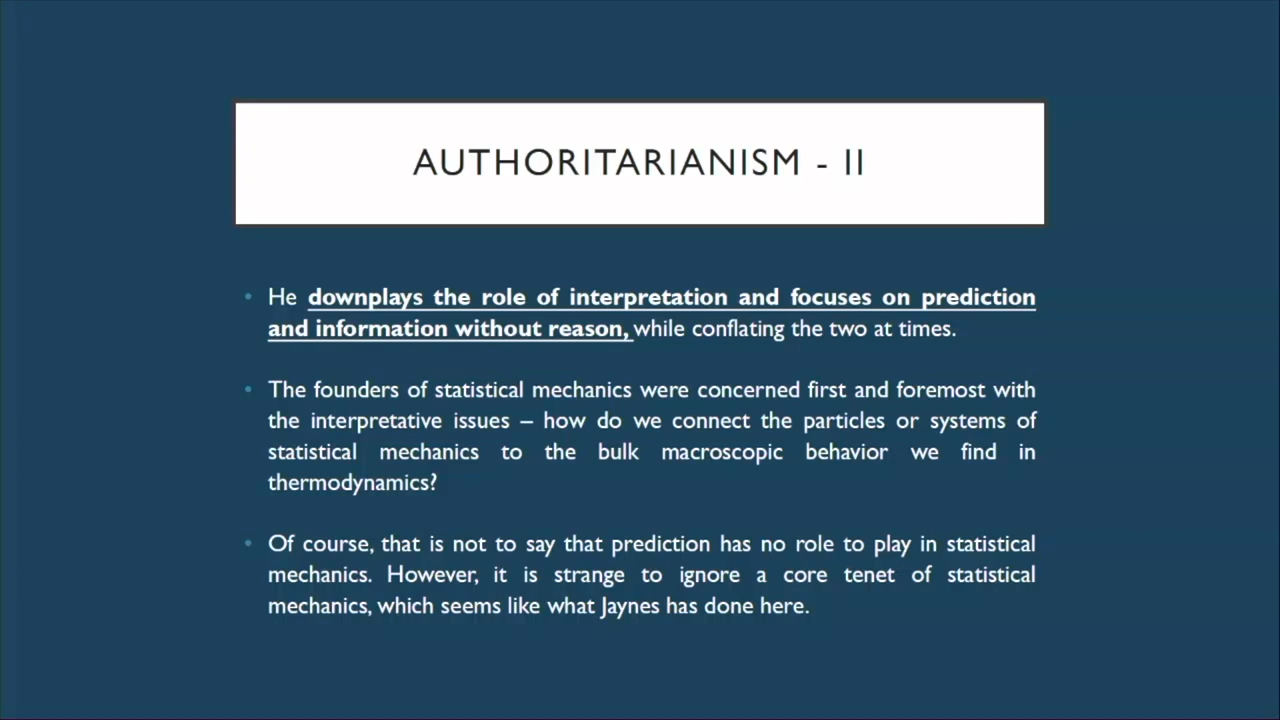 AUTHORITARIANISM - II
• He downplays the role of interpretation and focuses on prediction
and information without reason, while conflating the two at times.
• The founders of statistical mechanics were concerned first and foremost with
the interpretative issues – how do we connect the particles or systems of
statistical mechanics to the bulk macroscopic behavior we find in
thermodynamics?
• Of course, that is not to say that prediction has no role to play in statistical
mechanics. However, it is strange to ignore a core tenet of statistical
mechanics, which seems like what Jaynes has done here.